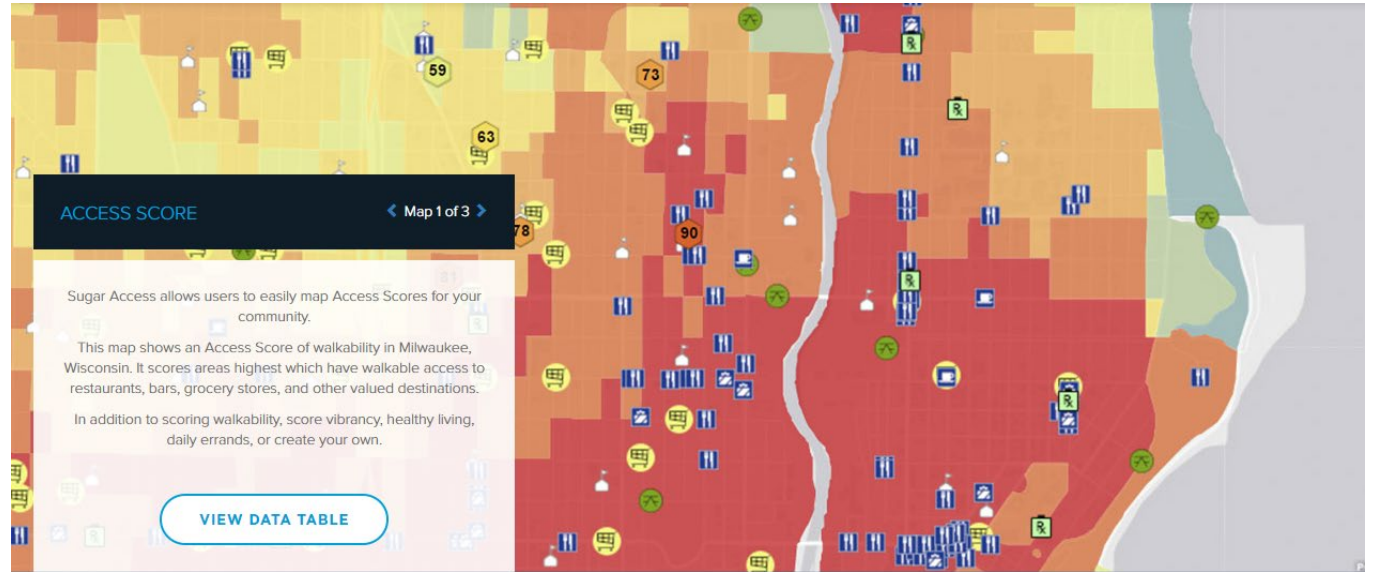 59
73
63
ACCESS SCORE
Map 1 of 3
78
90
81
Sugar Access allows users to easily map Access Scores for your
community.
This map shows an Access Score of walkability in Milwaukee,
Wisconsin. It scores areas highest which have walkable access to
restaurants, bars, grocery stores, and other valued destinations.
In addition to scoring walkability, score vibrancy, healthy living,
daily errands, or create your own.
VIEW DATA TABLE
℞
℞
℞
℞
℞
℞
℞